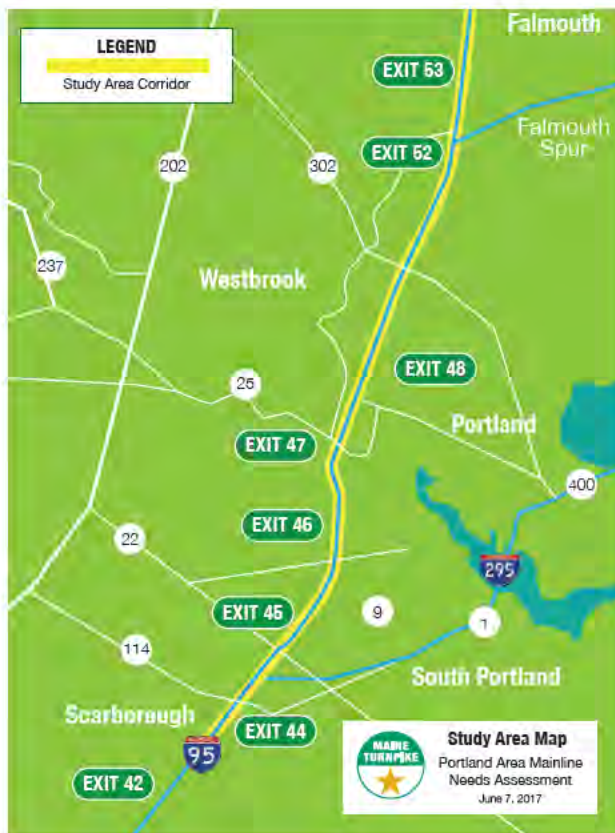 Falmouth
LEGEND
Study Area Corridor
EXIT 53
Falmouth
Spur
EXIT 52
202
302
237
Westbrook
EXIT 48
25
Portland
EXIT 47
400
EXIT 46
22
295
EXIT 45
9
1
114
South Portland
Scarborough
EXIT 44
95
EXIT 42
MAINE
TURNPIKE
Study Area Map
Portland Area Mainline
Needs Assessment
June 7, 2017